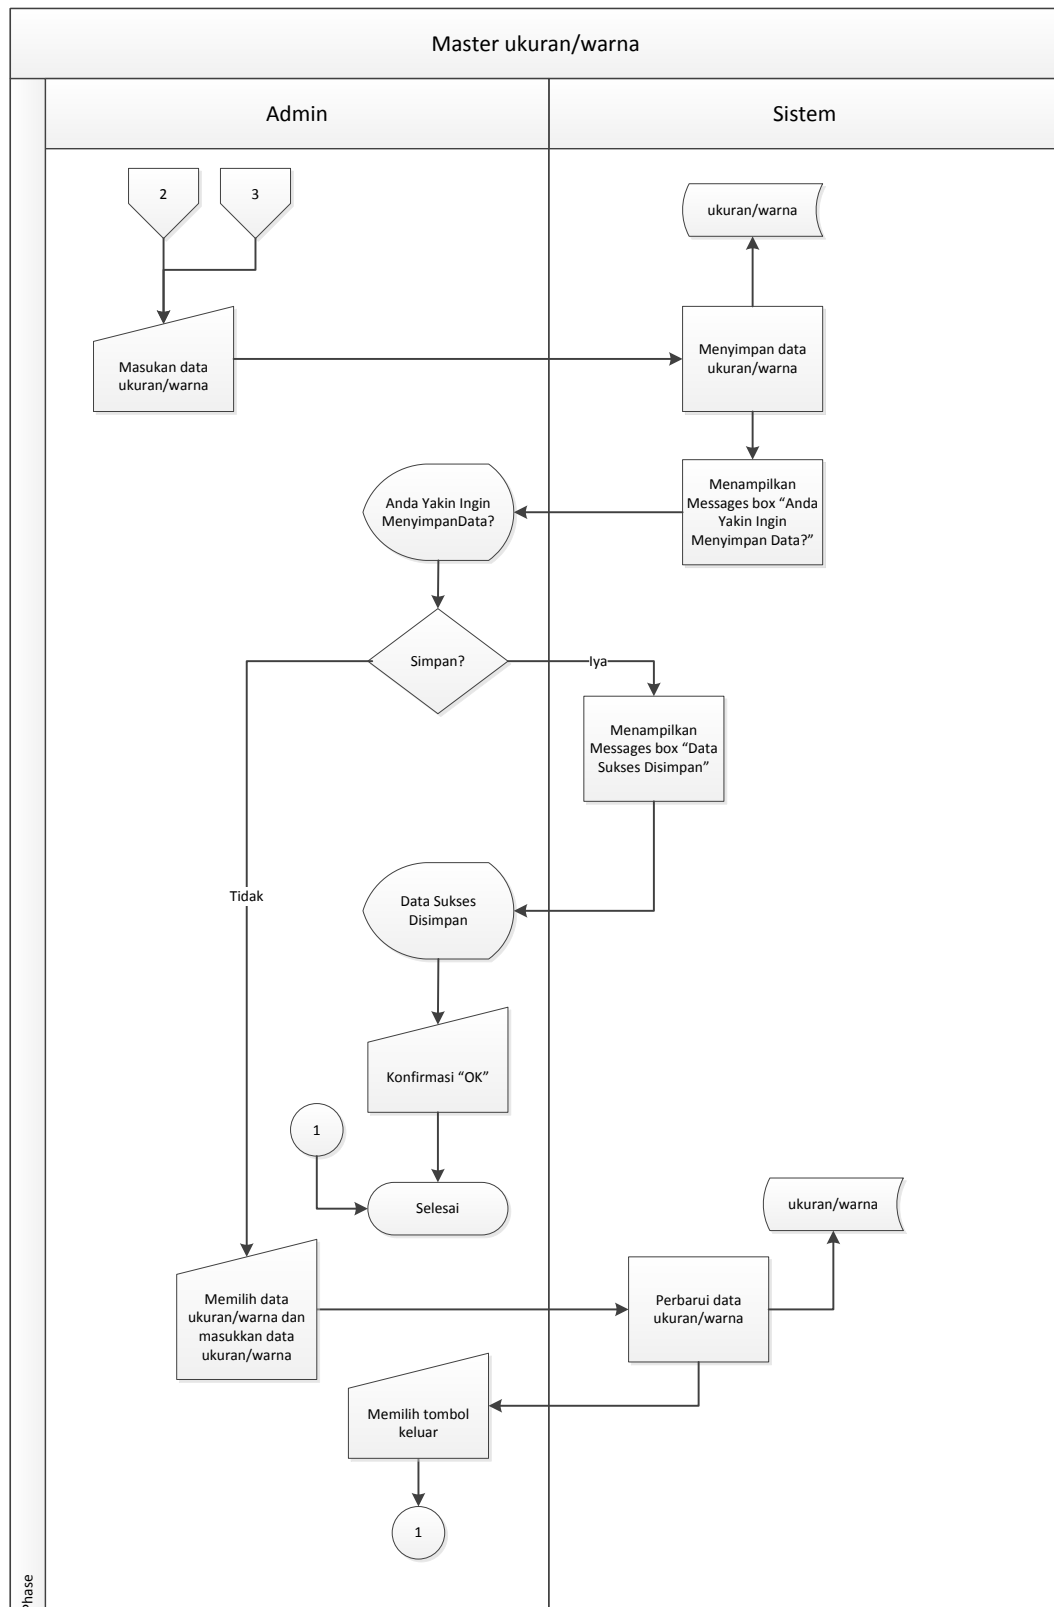 Master ukuran/warna
Admin
Sistem
2
3
ukuran/warna
Masukan data
ukuran/warna
Menyimpan data
ukuran/warna
Anda Yakin Ingin
MenyimpanData?
Menampilkan
Messages box “Anda
Yakin Ingin
Menyimpan Data?”
Simpan?
Iya
Menampilkan
Messages box “Data
Sukses Disimpan”
Tidak
Data Sukses
Disimpan
Konfirmasi “OK”
1
Selesai
ukuran/warna
Memilih data
ukuran/warna dan
masukkan data
ukuran/warna
Perbarui data
ukuran/warna
Memilih tombol
keluar
1
Phase